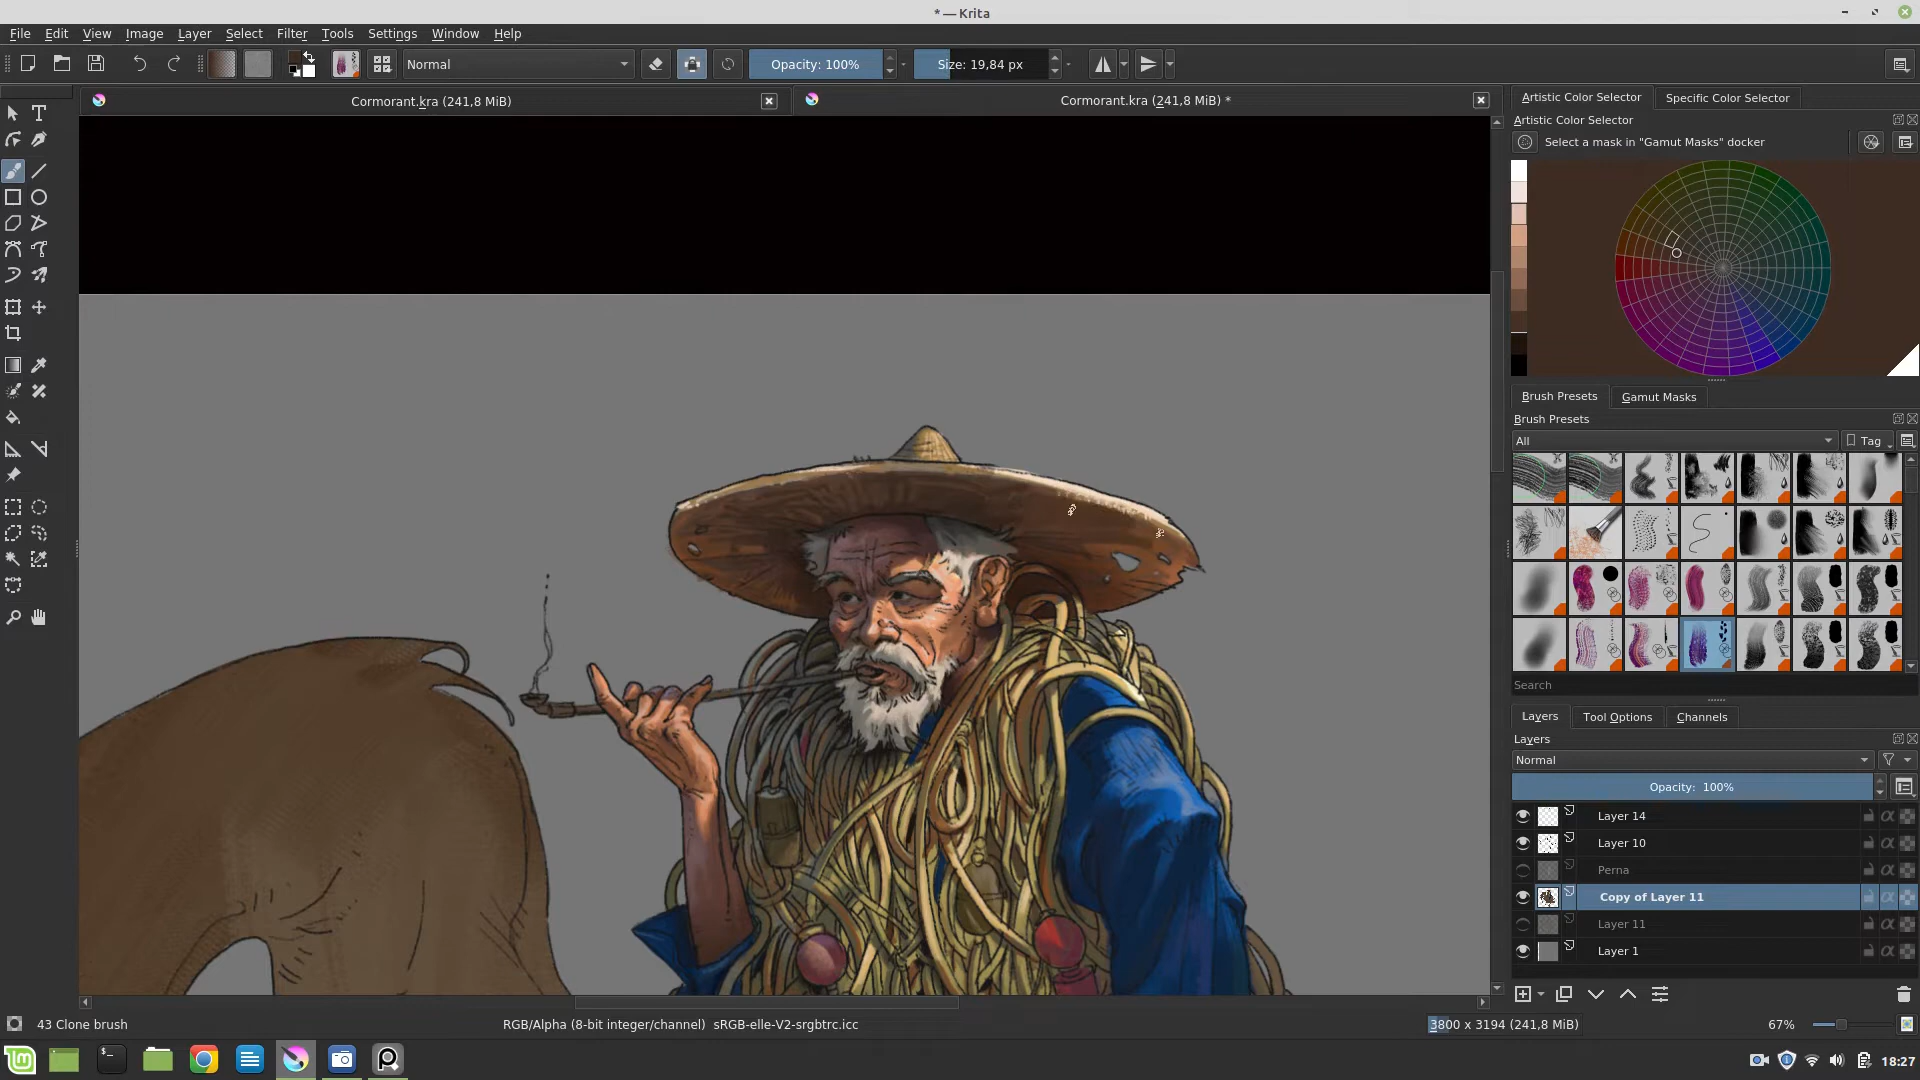 * — Krita
File Edit View Image Layer Select Filter Tools Settings Window Help
Normal Opacity: 100% Size: 19,84 px
Cormorant.kra (241,8 MiB) Cormorant.kra (241,8 MiB) *
Artistic Color Selector Specific Color Selector
Artistic Color Selector
Select a mask in "Gamut Masks" docker
Brush Presets Gamut Masks
Brush Presets
All Tag
Search
Layers Tool Options Channels
Layers
Normal
Opacity: 100%
Layer 14
Layer 10
Perna
Copy of Layer 11
Layer 11
Layer 1
43 Clone brush RGB/Alpha (8-bit integer/channel) sRGB-elle-V2-srgbtrc.icc 3800 x 3194 (241,8 MiB) 67%
18:27